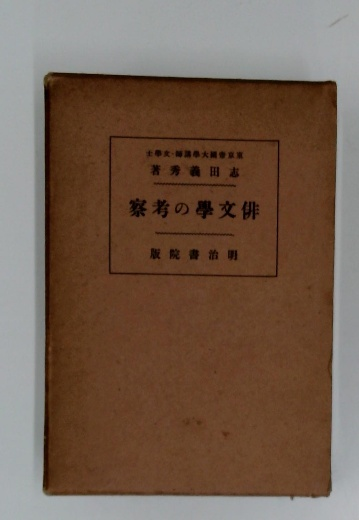 東京帝國大學講師・文學士
志田義秀著
俳文學の考察
明治書院版